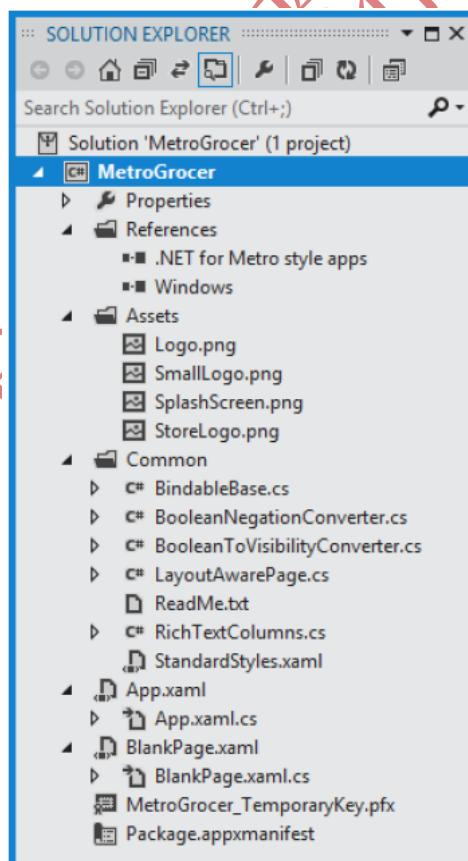 SOLUTION EXPLORER
Search Solution Explorer (Ctrl+;)
Solution 'MetroGrocer' (1 project)
C# MetroGrocer
Properties
References
.NET for Metro style apps
Windows
Assets
Logo.png
SmallLogo.png
SplashScreen.png
StoreLogo.png
Common
C# BindableBase.cs
C# BooleanNegationConverter.cs
C# BooleanToVisibilityConverter.cs
C# LayoutAwarePage.cs
ReadMe.txt
C# RichTextColumns.cs
StandardStyles.xaml
App.xaml
App.xaml.cs
BlankPage.xaml
BlankPage.xaml.cs
MetroGrocer_TemporaryKey.pfx
Package.appxmanifest